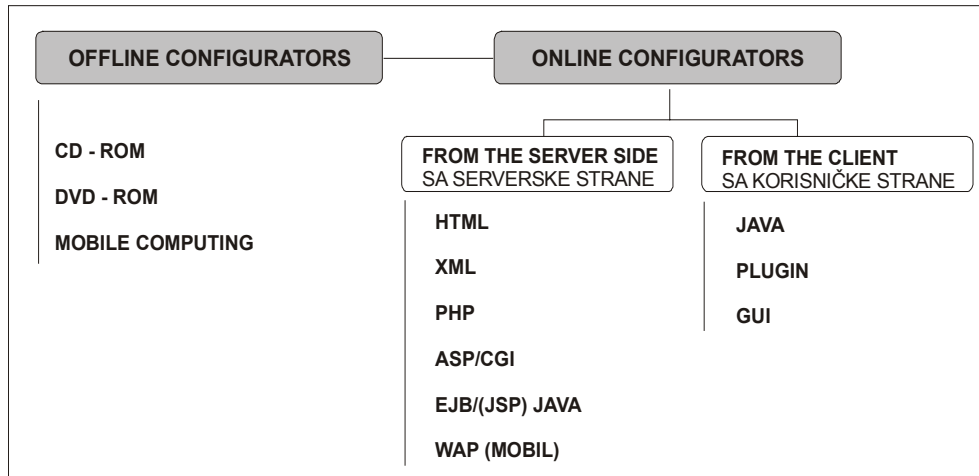 OFFLINE CONFIGURATORS
ONLINE CONFIGURATORS
CD - ROM
DVD - ROM
MOBILE COMPUTING
FROM THE SERVER SIDE
SA SERVERSKE STRANE
HTML
XML
PHP
ASP/CGI
EJB/(JSP) JAVA
WAP (MOBIL)
FROM THE CLIENT
SA KORISNIČKE STRANE
JAVA
PLUGIN
GUI